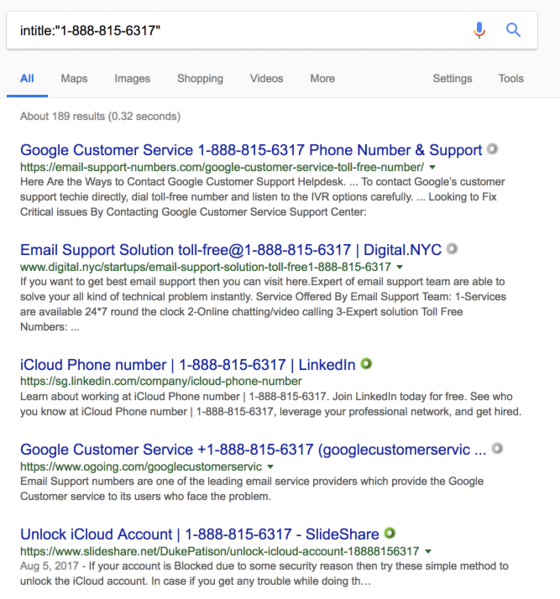 intitle:"1-888-815-6317"
All Maps Images Shopping Videos More Settings Tools
About 189 results (0.32 seconds)
Google Customer Service 1-888-815-6317 Phone Number & Support
https://email-support-numbers.com/google-customer-service-toll-free-number/
Here Are the Ways to Contact Google Customer Support Helpdesk. ... To contact Google's customer
support techie directly, dial toll-free number and listen to the IVR options carefully. ... Looking to Fix
Critical issues By Contacting Google Customer Service Support Center:
Email Support Solution toll-free@1-888-815-6317 | Digital.NYC
www.digital.nyc/startups/email-support-solution-toll-free1-888-815-6317
If you want to get best email support then you can visit here.Expert of email support team are able to
solve your all kind of technical problem instantly. Service Offered By Email Support Team: 1-Services
are available 24*7 round the clock 2-Online chatting/video calling 3-Expert solution Toll Free
Numbers: ...
iCloud Phone number | 1-888-815-6317 | LinkedIn
https://sg.linkedin.com/company/icloud-phone-number
Learn about working at iCloud Phone number | 1-888-815-6317. Join LinkedIn today for free. See who
you know at iCloud Phone number | 1-888-815-6317, leverage your professional network, and get hired.
Google Customer Service +1-888-815-6317 (googlecustomerservic ...
https://www.ogoing.com/googlecustomerservic
Email Support numbers are one of the leading email service providers which provide the Google
Customer service to its users who face the problem.
Unlock iCloud Account | 1-888-815-6317 - SlideShare
https://www.slideshare.net/DukePatison/unlock-icloud-account-18888156317
Aug 5, 2017 - If your account is Blocked due to some security reason then try these simple method to
unlock the iCloud account. In case if you get any trouble while doing th…